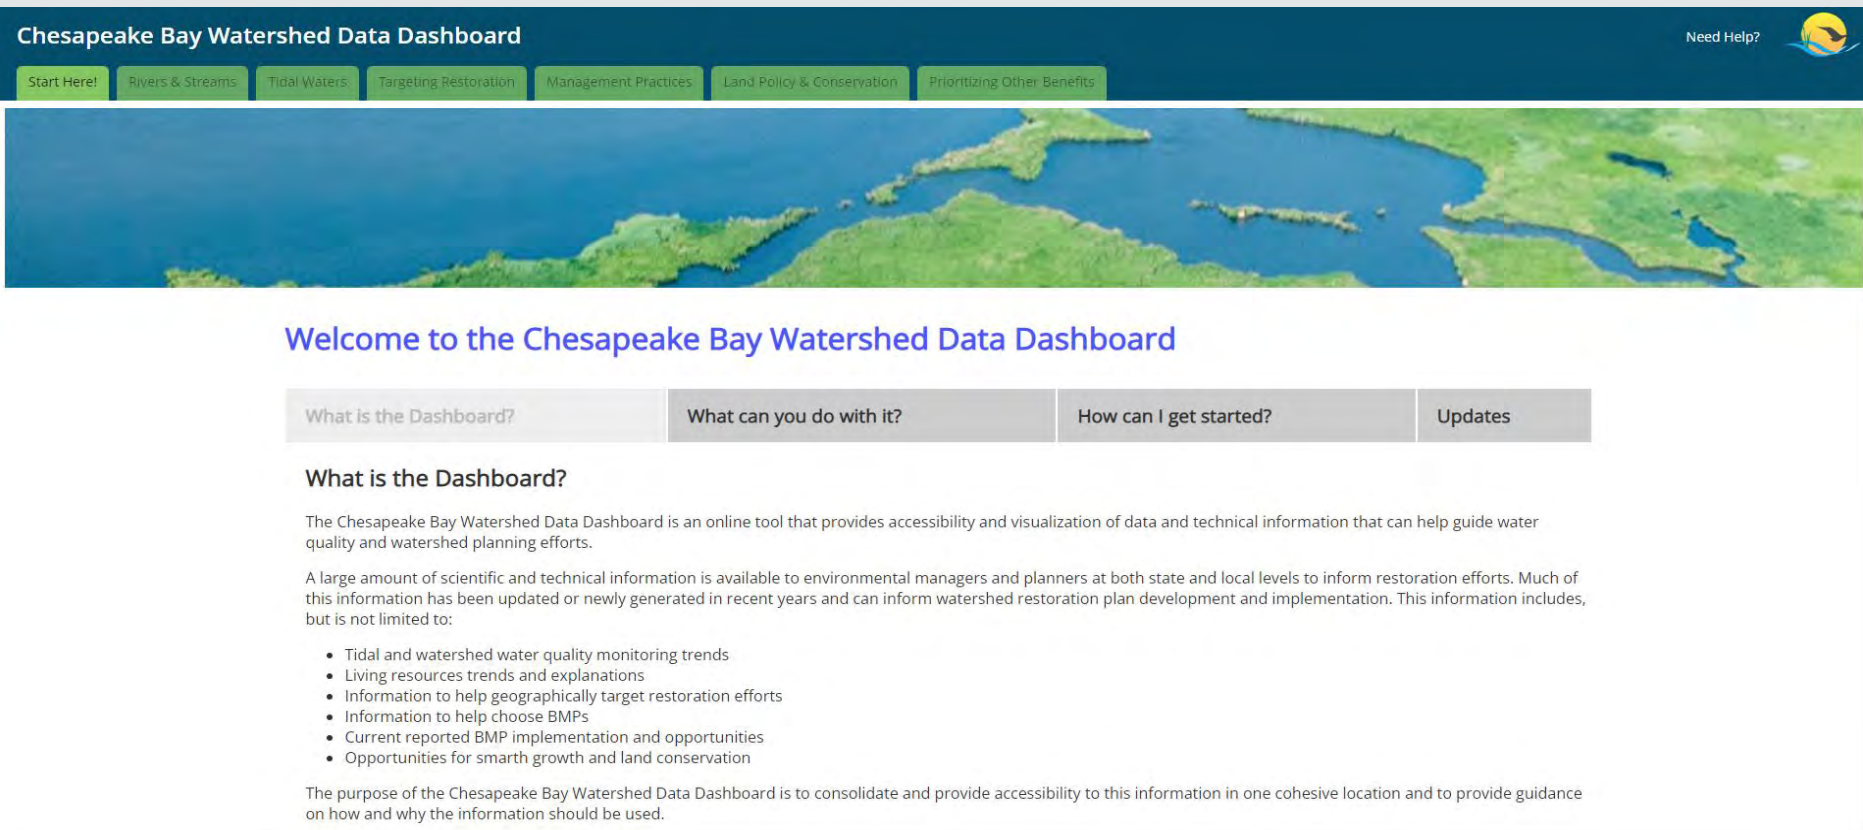 Chesapeake Bay Watershed Data Dashboard
Need Help?
Start Here!
Rivers & Streams
Tidal Waters
Targeting Restoration
Management Practices
Land Policy & Conservation
Prioritizing Other Benefits
Welcome to the Chesapeake Bay Watershed Data Dashboard
What is the Dashboard?
What can you do with it?
How can I get started?
Updates
What is the Dashboard?
The Chesapeake Bay Watershed Data Dashboard is an online tool that provides accessibility and visualization of data and technical information that can help guide water
quality and watershed planning efforts.
A large amount of scientific and technical information is available to environmental managers and planners at both state and local levels to inform restoration efforts. Much of
this information has been updated or newly generated in recent years and can inform watershed restoration plan development and implementation. This information includes,
but is not limited to:
• Tidal and watershed water quality monitoring trends
• Living resources trends and explanations
• Information to help geographically target restoration efforts
• Information to help choose BMPs
• Current reported BMP implementation and opportunities
• Opportunities for smarth growth and land conservation
The purpose of the Chesapeake Bay Watershed Data Dashboard is to consolidate and provide accessibility to this information in one cohesive location and to provide guidance
on how and why the information should be used.